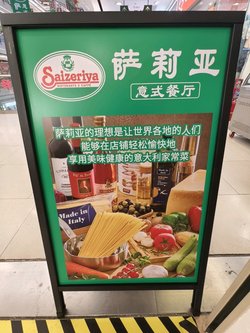 Saizeriya
RISTORANTE E CAFFÈ
萨莉亚
意式餐厅
萨莉亚的理想是让世界各地的人们
能够在店铺轻松愉快地
享用美味健康的意大利家常菜
Made in
Italy